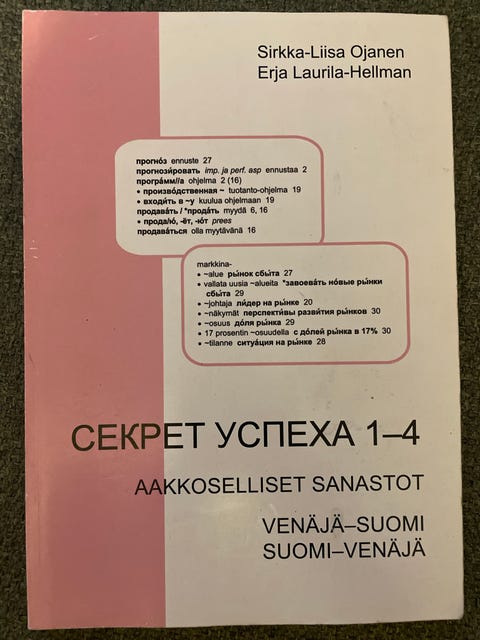 Sirkka-Liisa Ojanen
Erja Laurila-Hellman
прогно́з ennuste 27
прогнози́ровать imp. ja perf. asp ennustaa 2
програ́мм//а ohjelma 2 (16)
• произво́дственная ~ tuotanto-ohjelma 19
• входи́ть в ~у kuulua ohjelmaan 19
продава́ть / *прода́ть myydä 6, 16
• прода//ю́, -ёт, -ю́т prees
продава́ться olla myytävänä 16
markkina-
• ~alue ры́нок сбы́та 27
• vallata uusia ~alueita *завоева́ть но́вые ры́нки
сбы́та 29
• ~johtaja ли́дер на ры́нке 20
• ~näkymät перспекти́вы разви́тия ры́нков 30
• ~osuus до́ля ры́нка 29
• 17 prosentin ~osuudella с до́лей ры́нка в 17% 30
• ~tilanne ситуа́ция на ры́нке 28
СЕКРЕТ УСПЕХА 1–4
AAKKOSELLISET SANASTOT
VENÄJÄ–SUOMI
SUOMI–VENÄJÄ